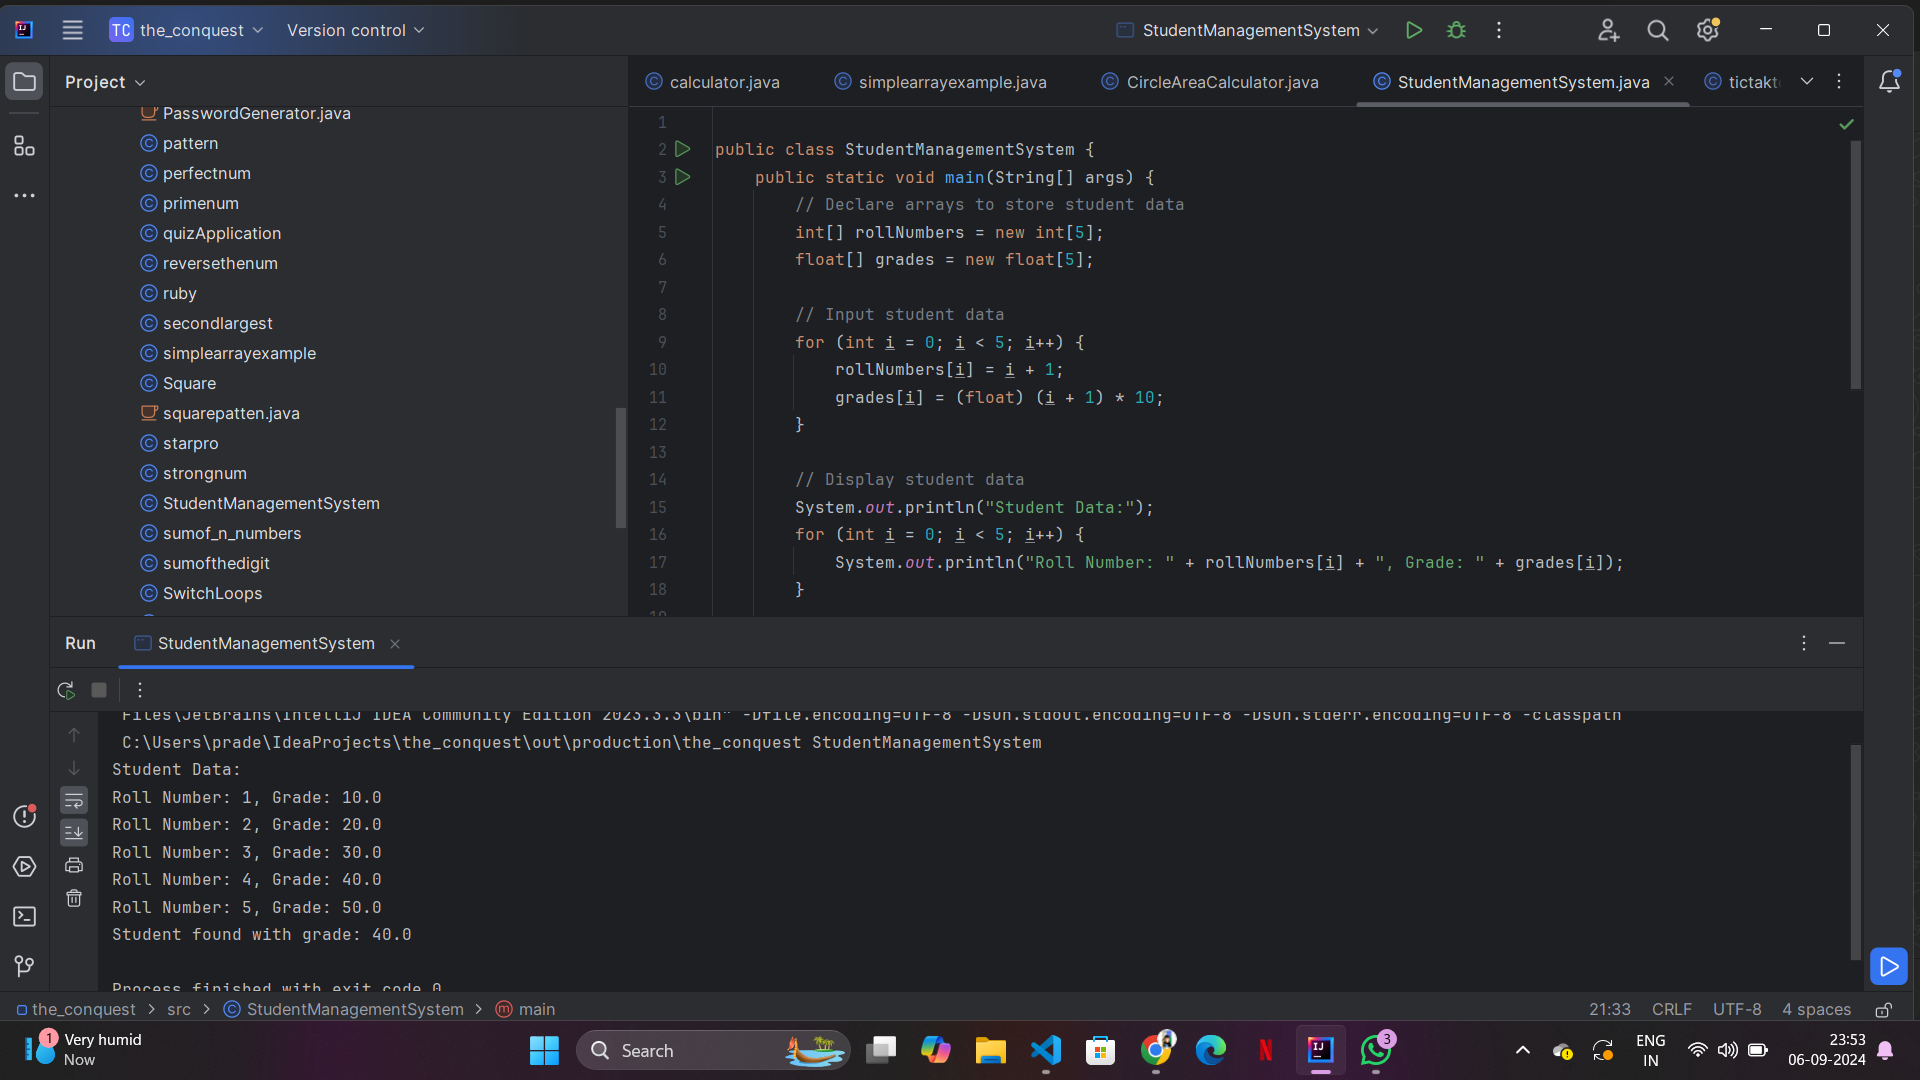 TC the_conquest
Version control
StudentManagementSystem
Project
calculator.java
simplearrayexample.java
CircleAreaCalculator.java
StudentManagementSystem.java
tictakt
PasswordGenerator.java
pattern
perfectnum
primenum
quizApplication
reversethenum
ruby
secondlargest
simplearrayexample
Square
squarepatten.java
starpro
strongnum
StudentManagementSystem
sumof_n_numbers
sumofthedigit
SwitchLoops
1
2 public class StudentManagementSystem {
3 public static void main(String[] args) {
4 // Declare arrays to store student data
5 int[] rollNumbers = new int[5];
6 float[] grades = new float[5];
7
8 // Input student data
9 for (int i = 0; i < 5; i++) {
10 rollNumbers[i] = i + 1;
11 grades[i] = (float) (i + 1) * 10;
12 }
13
14 // Display student data
15 System.out.println("Student Data:");
16 for (int i = 0; i < 5; i++) {
17 System.out.println("Roll Number: " + rollNumbers[i] + ", Grade: " + grades[i]);
18 }
19
Run
StudentManagementSystem
Files\JetBrains\IntelliJ IDEA Community Edition 2023.3.3\bin" -Dfile.encoding=UTF-8 -Dsun.stdout.encoding=UTF-8 -Dsun.stderr.encoding=UTF-8 -classpath
C:\Users\prade\IdeaProjects\the_conquest\out\production\the_conquest StudentManagementSystem
Student Data:
Roll Number: 1, Grade: 10.0
Roll Number: 2, Grade: 20.0
Roll Number: 3, Grade: 30.0
Roll Number: 4, Grade: 40.0
Roll Number: 5, Grade: 50.0
Student found with grade: 40.0
Process finished with exit code 0
the_conquest > src > StudentManagementSystem > main
21:33 CRLF UTF-8 4 spaces
1
Very humid
Now
Search
3
ENG
IN
23:53
06-09-2024